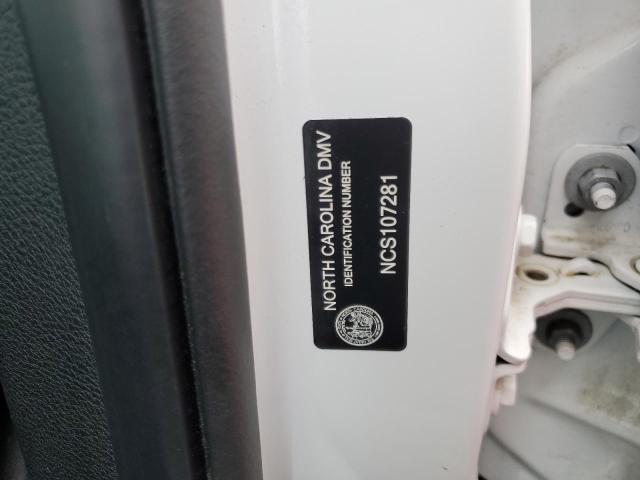 NORTH CAROLINA DMV
IDENTIFICATION NUMBER
NCS107281